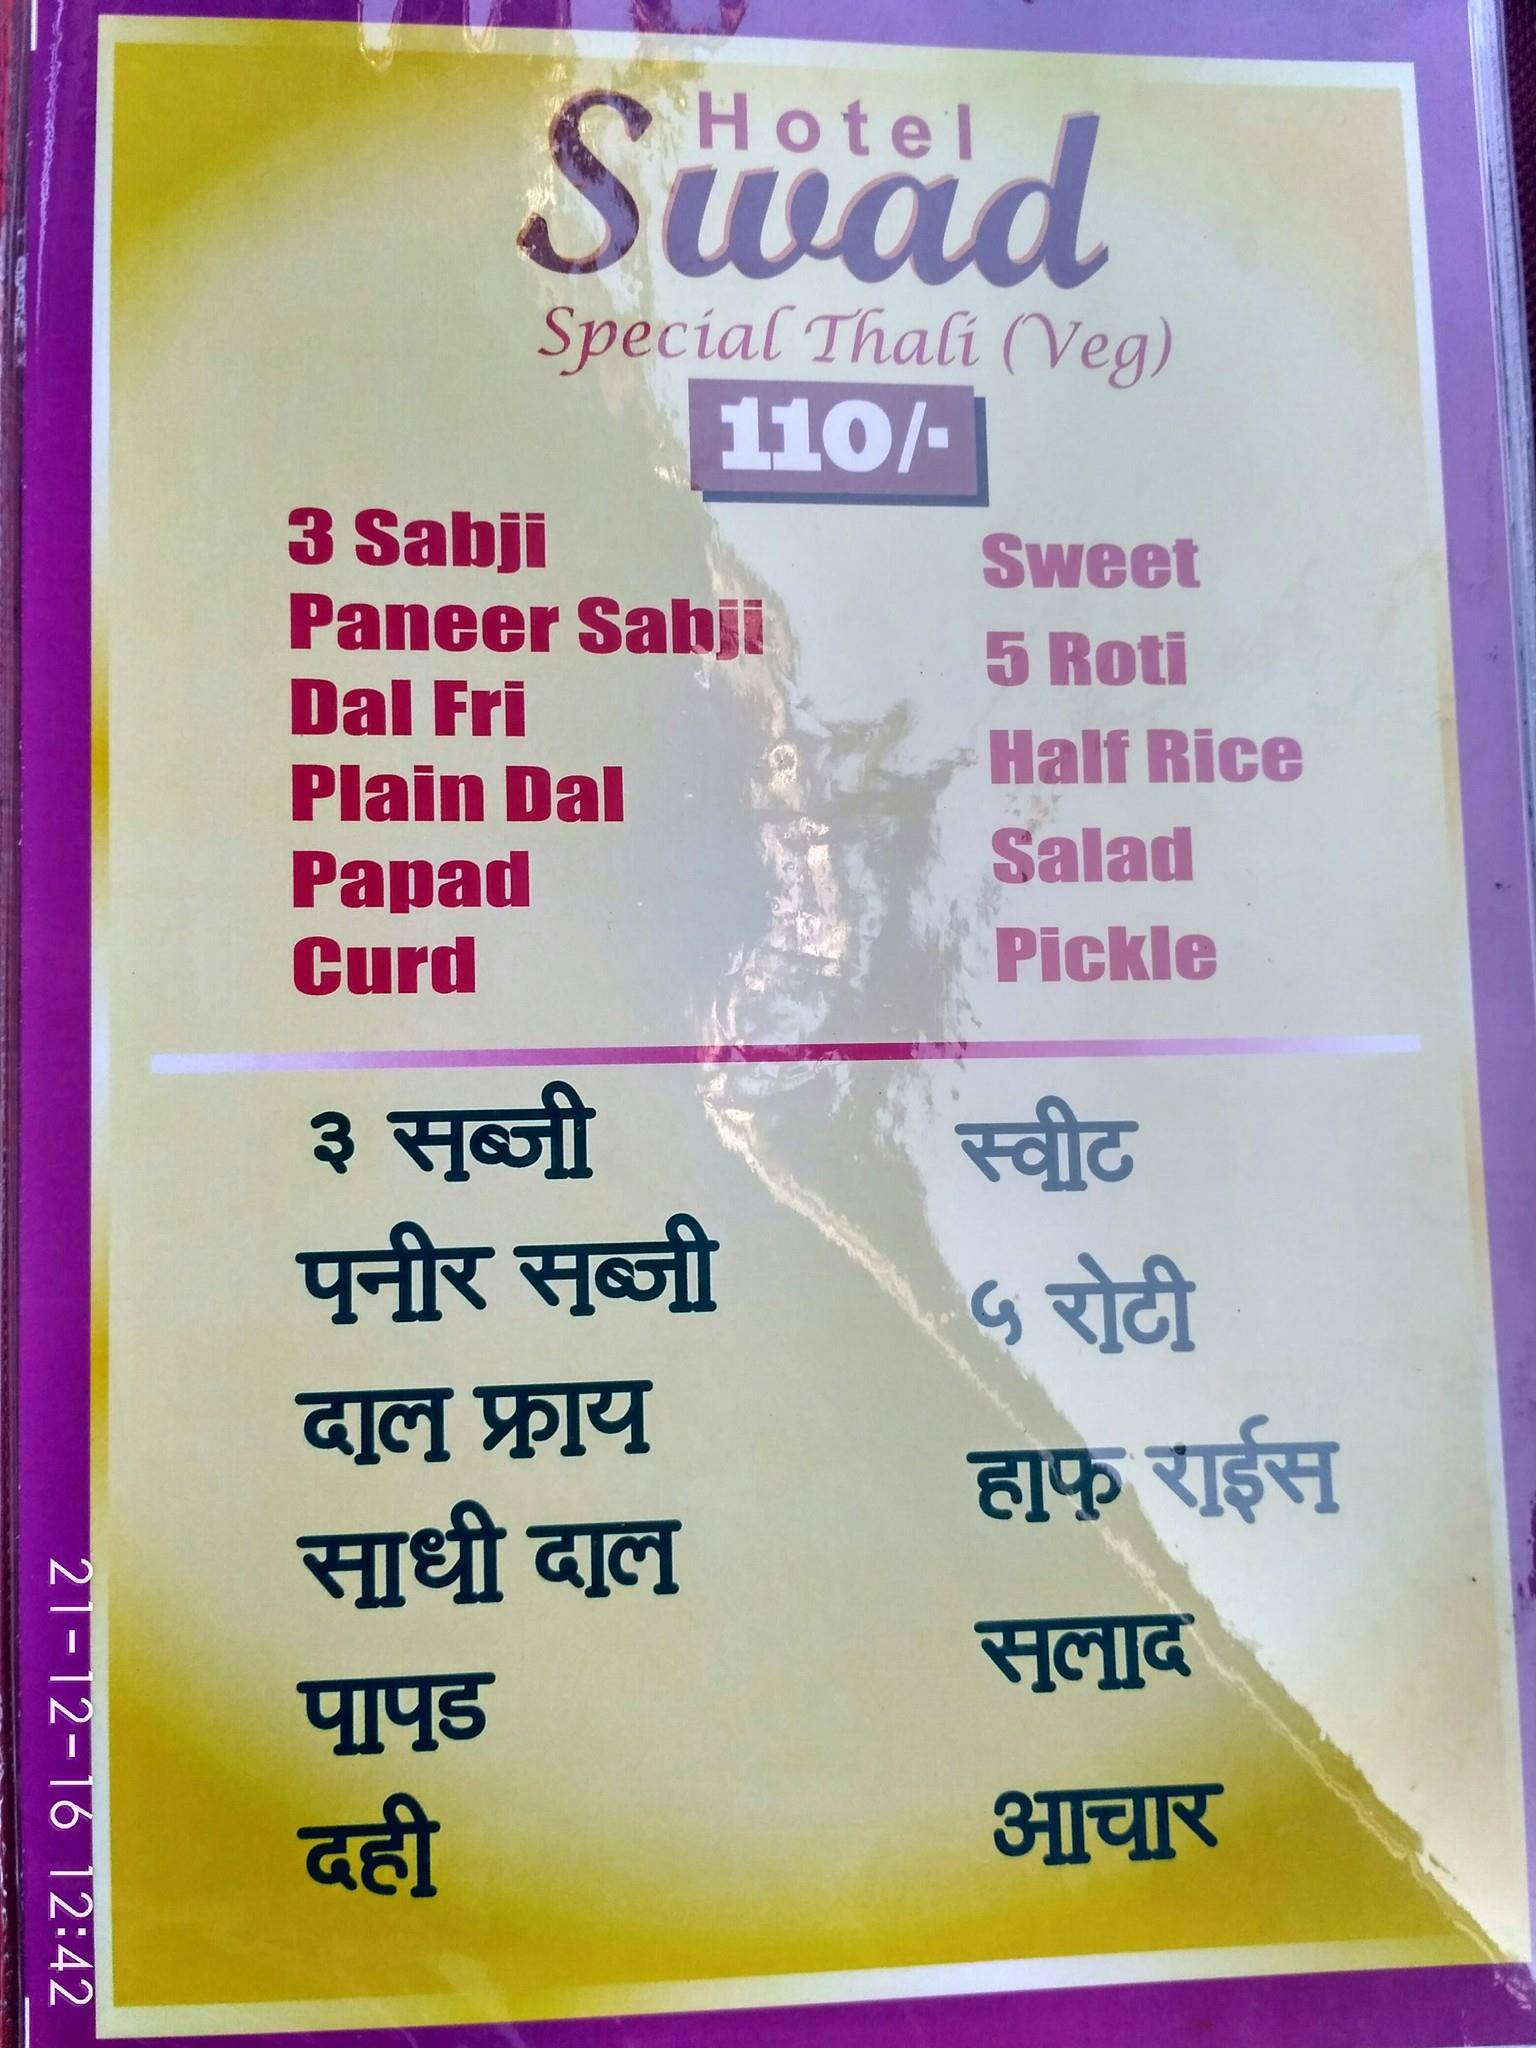 Hotel
Swad
Special Thali (Veg)
110/-
3 Sabji
Paneer Sabji
Dal Fri
Plain Dal
Papad
Curd
Sweet
5 Roti
Half Rice
Salad
Pickle
३ सब्जी
पनीर सब्जी
दाल फ्राय
साधी दाल
पापड
दही
स्वीट
५ रोटी
हाफ राईस
सलाद
आचार
21-12-16 12:42